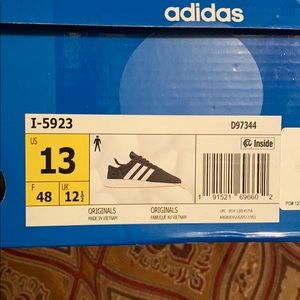 adidas
I-5923
D97344
US
13
F
48
UK
12½
Inside
ORIGINALS
MADE IN VIETNAM
ORIGINALS
FABRIQUE AU VIETNAM
1 91521 69660 2